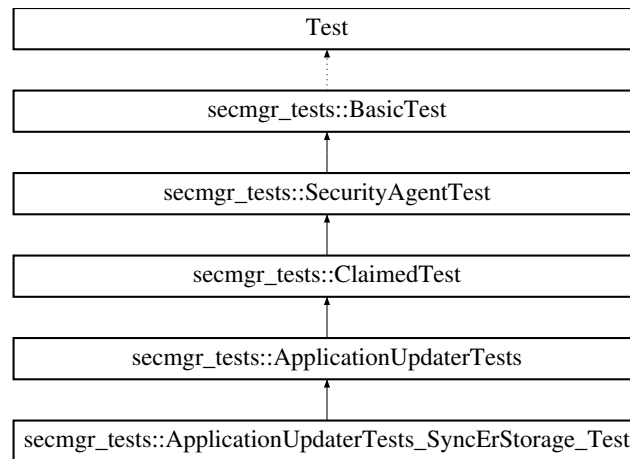 Test
secmgr_tests::BasicTest
secmgr_tests::SecurityAgentTest
secmgr_tests::ClaimedTest
secmgr_tests::ApplicationUpdaterTests
secmgr_tests::ApplicationUpdaterTests_SyncErStorage_Test